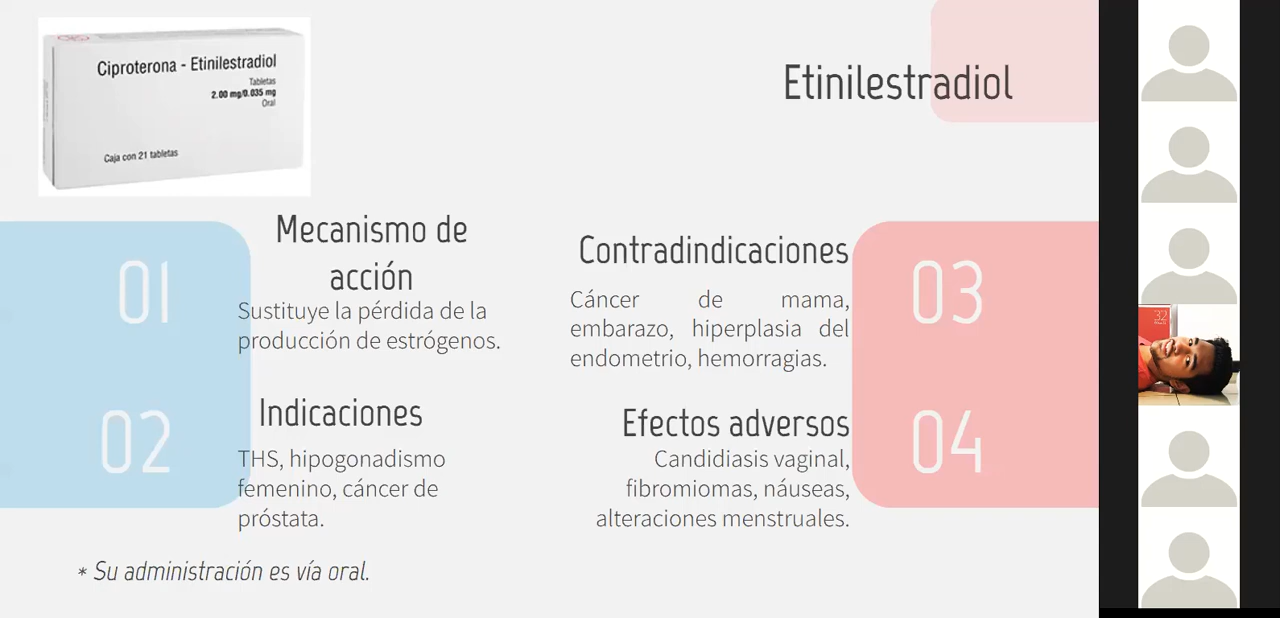 Ciproterona - Etinilestradiol
Tabletas
2.00 mg/0.035 mg
Oral
Caja con 21 tabletas
Etinilestradiol
01
Mecanismo de
acción
Sustituye la pérdida de la
producción de estrógenos.
02
Indicaciones
THS, hipogonadismo
femenino, cáncer de
próstata.
Contradindicaciones
03
Cáncer de mama,
embarazo, hiperplasia del
endometrio, hemorragias.
Efectos adversos
04
Candidiasis vaginal,
fibromiomas, náuseas,
alteraciones menstruales.
* Su administración es vía oral.
32